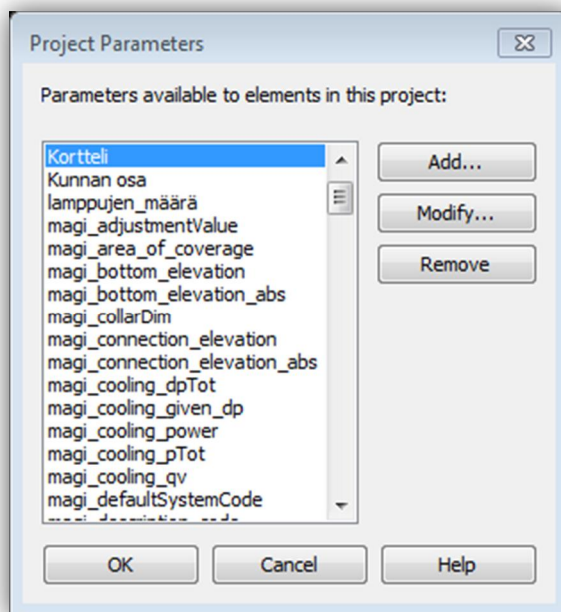 Project Parameters
Parameters available to elements in this project:
Kortteli
Kunnan osa
lamppujen_määrä
magi_adjustmentValue
magi_area_of_coverage
magi_bottom_elevation
magi_bottom_elevation_abs
magi_collarDim
magi_connection_elevation
magi_connection_elevation_abs
magi_cooling_dpTot
magi_cooling_given_dp
magi_cooling_power
magi_cooling_pTot
magi_cooling_qv
magi_defaultSystemCode
Add...
Modify...
Remove
OK
Cancel
Help